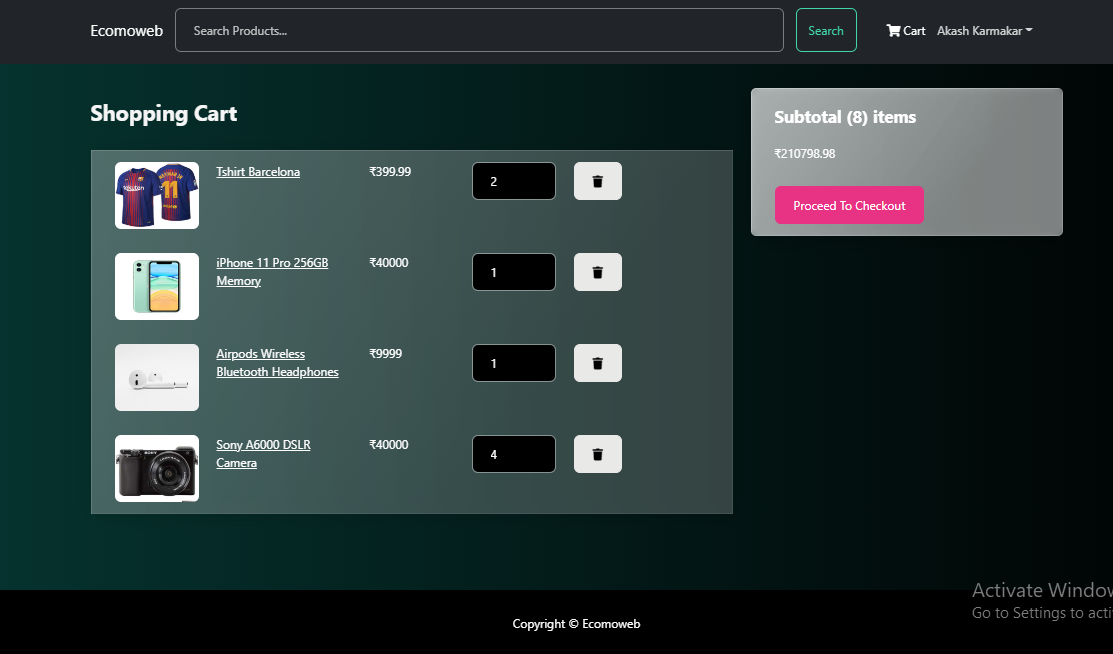 Ecomoweb
Search Products...
Search
Cart
Akash Karmakar
Shopping Cart
Tshirt Barcelona
₹399.99
2
iPhone 11 Pro 256GB
Memory
₹40000
1
Airpods Wireless
Bluetooth Headphones
₹9999
1
SONY
Sony A6000 DSLR
Camera
₹40000
4
Subtotal (8) items
₹210798.98
Proceed To Checkout
Activate Window
Go to Settings to acti
Copyright © Ecomoweb